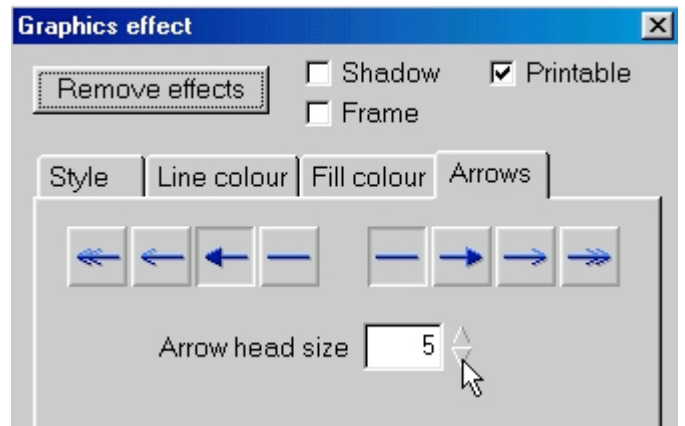 Graphics effect
Remove effects
Shadow
Printable
Frame
Style
Line colour
Fill colour
Arrows
Arrow head size
5